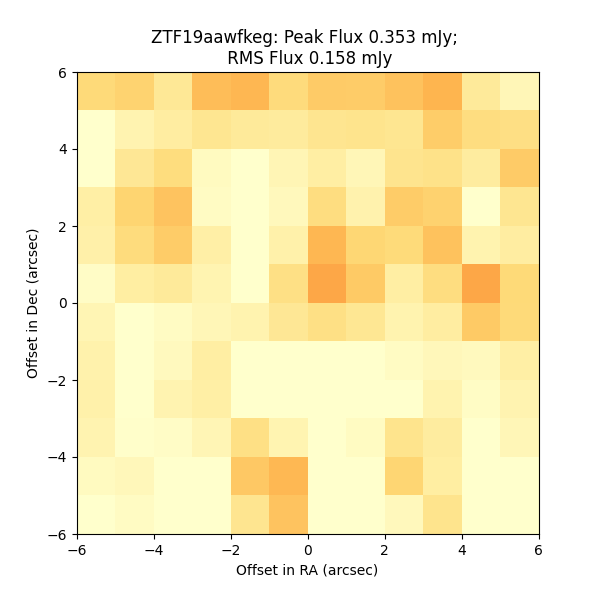 ZTF19aawfkeg: Peak Flux 0.353 mJy;
RMS Flux 0.158 mJy
6
4
2
0
−2
−4
−6
Offset in Dec (arcsec)
−6 −4 −2 0 2 4 6
Offset in RA (arcsec)